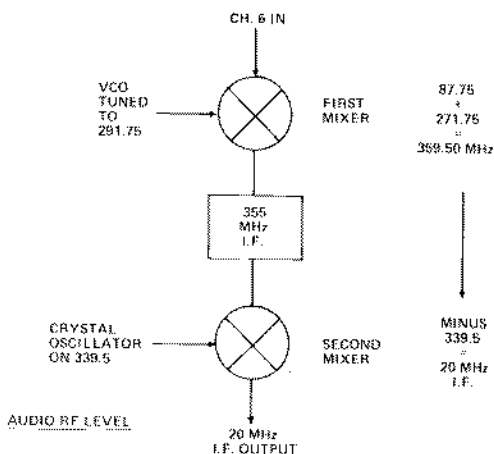 CH. 6 IN
VCO
TUNED
TO
291.75
FIRST
MIXER
87.75
+
271.75
=
359.50 MHz
355
MHz
I.F.
CRYSTAL
OSCILLATOR
ON 339.5
SECOND
MIXER
MINUS
339.5
=
20 MHz
I.F.
AUDIO RF LEVEL
20 MHz
I.F. OUTPUT